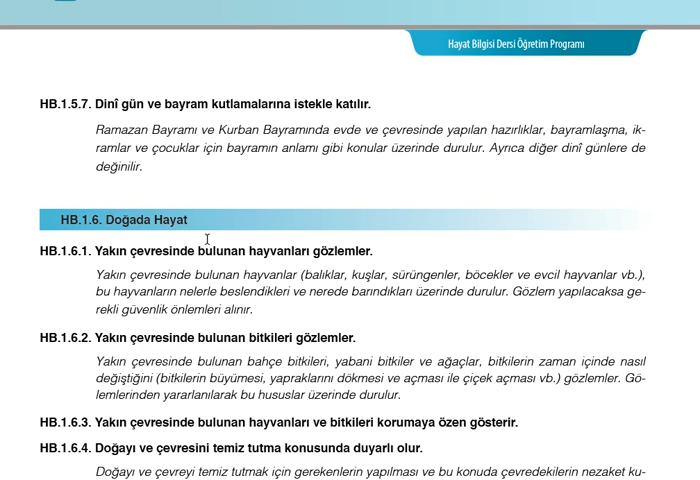 Hayat Bilgisi Dersi Öğretim Programı
HB.1.5.7. Dinî gün ve bayram kutlamalarına istekle katılır.
Ramazan Bayramı ve Kurban Bayramında evde ve çevresinde yapılan hazırlıklar, bayramlaşma, ik-
ramlar ve çocuklar için bayramın anlamı gibi konular üzerinde durulur. Ayrıca diğer dinî günlere de
değinilir.
HB.1.6. Doğada Hayat
HB.1.6.1. Yakın çevresinde bulunan hayvanları gözlemler.
Yakın çevresinde bulunan hayvanlar (balıklar, kuşlar, sürüngenler, böcekler ve evcil hayvanlar vb.),
bu hayvanların nelerle beslendikleri ve nerede barındıkları üzerinde durulur. Gözlem yapılacaksa ge-
rekli güvenlik önlemleri alınır.
HB.1.6.2. Yakın çevresinde bulunan bitkileri gözlemler.
Yakın çevresinde bulunan bahçe bitkileri, yabani bitkiler ve ağaçlar, bitkilerin zaman içinde nasıl
değiştiğini (bitkilerin büyümesi, yapraklarını dökmesi ve açması ile çiçek açması vb.) gözlemler. Gö-
lemlerinden yararlanılarak bu hususlar üzerinde durulur.
HB.1.6.3. Yakın çevresinde bulunan hayvanları ve bitkileri korumaya özen gösterir.
HB.1.6.4. Doğayı ve çevresini temiz tutma konusunda duyarlı olur.
Doğayı ve çevreyi temiz tutmak için gerekenlerin yapılması ve bu konuda çevredekilerin nezaket ku-